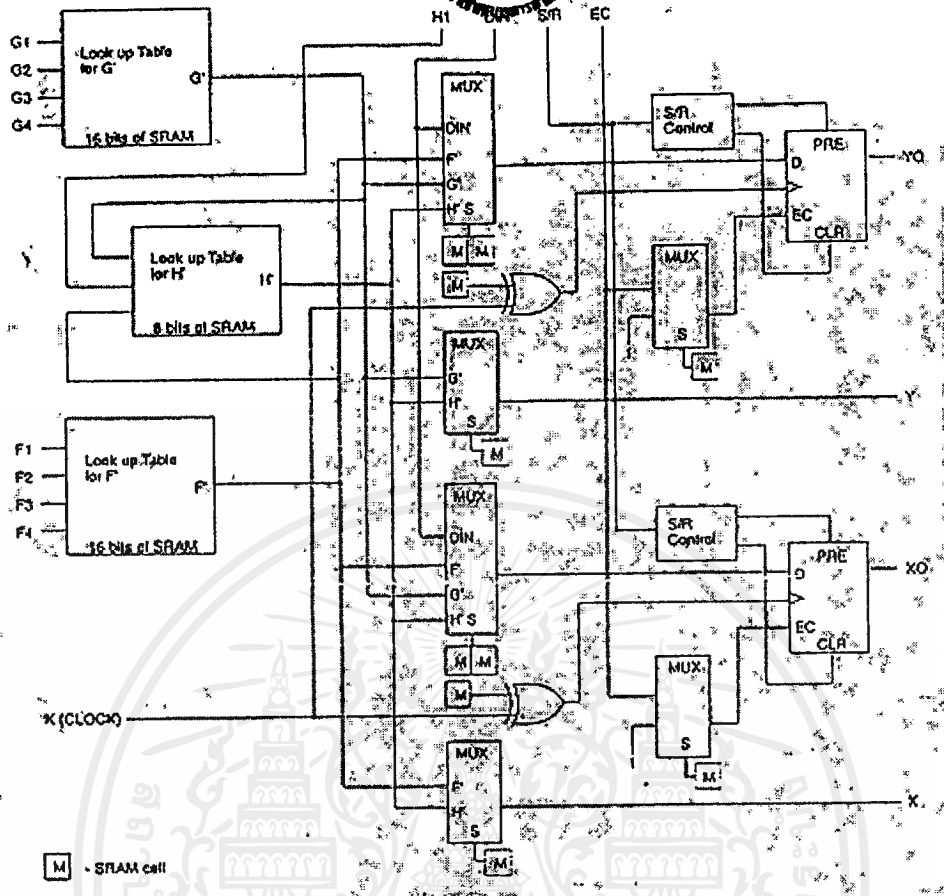 H1 DIN S/R EC
G1
G2
G3
G4
Look up Table
for G'
G'
16 bits of SRAM
MUX
DIN
F'
G'
H' S
M M
M
S/R
Control
PRE
D
EC
CLR
YQ
Look up Table
for H'
H'
8 bits of SRAM
MUX
S
M
MUX
G'
H'
S
M
Y
F1
F2
F3
F4
Look up Table
for F'
F'
16 bits of SRAM
MUX
DIN
F'
G'
H' S
M M
M
S/R
Control
PRE
D
EC
CLR
XQ
MUX
S
M
K (CLOCK)
MUX
F'
H'
S
M
X
M - SRAM cell